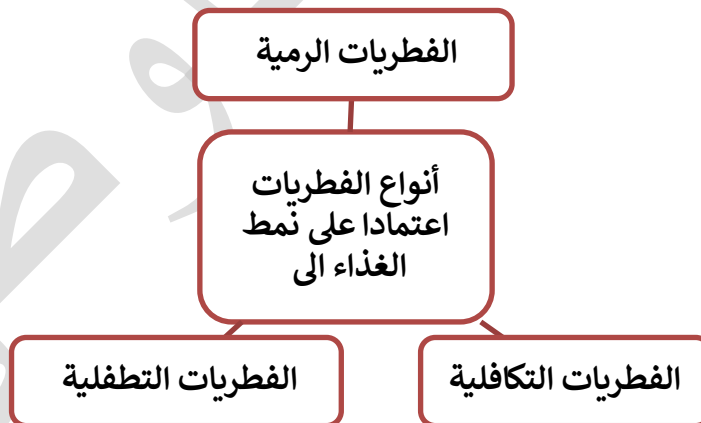 الفطريات الرمية
أنواع الفطريات
اعتمادا على نمط
الغذاء الى
الفطريات التكافلية
الفطريات التطفلية